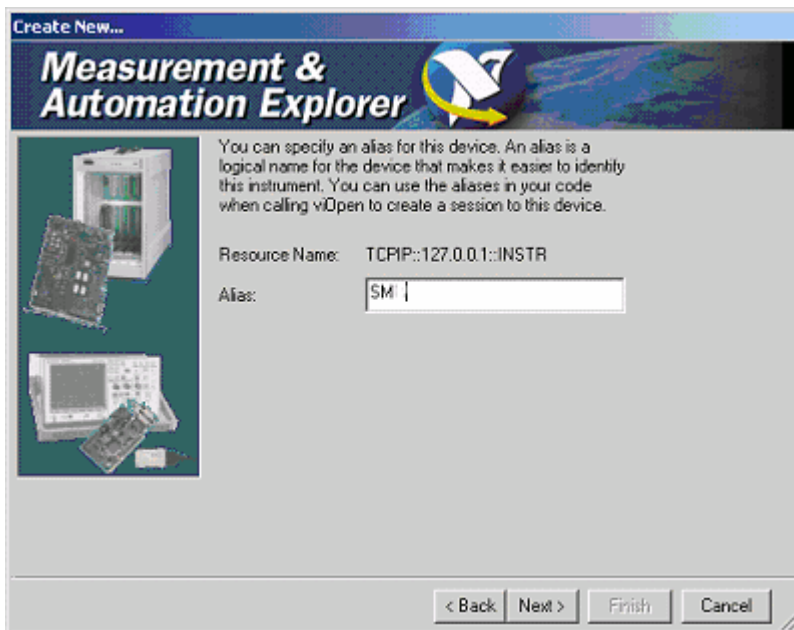 Create New...
Measurement &
Automation Explorer
You can specify an alias for this device. An alias is a
logical name for the device that makes it easier to identify
this instrument. You can use the aliases in your code
when calling viOpen to create a session to this device.
Resource Name: TCPIP::127.0.0.1::INSTR
Alias:
< Back Next > Finish Cancel